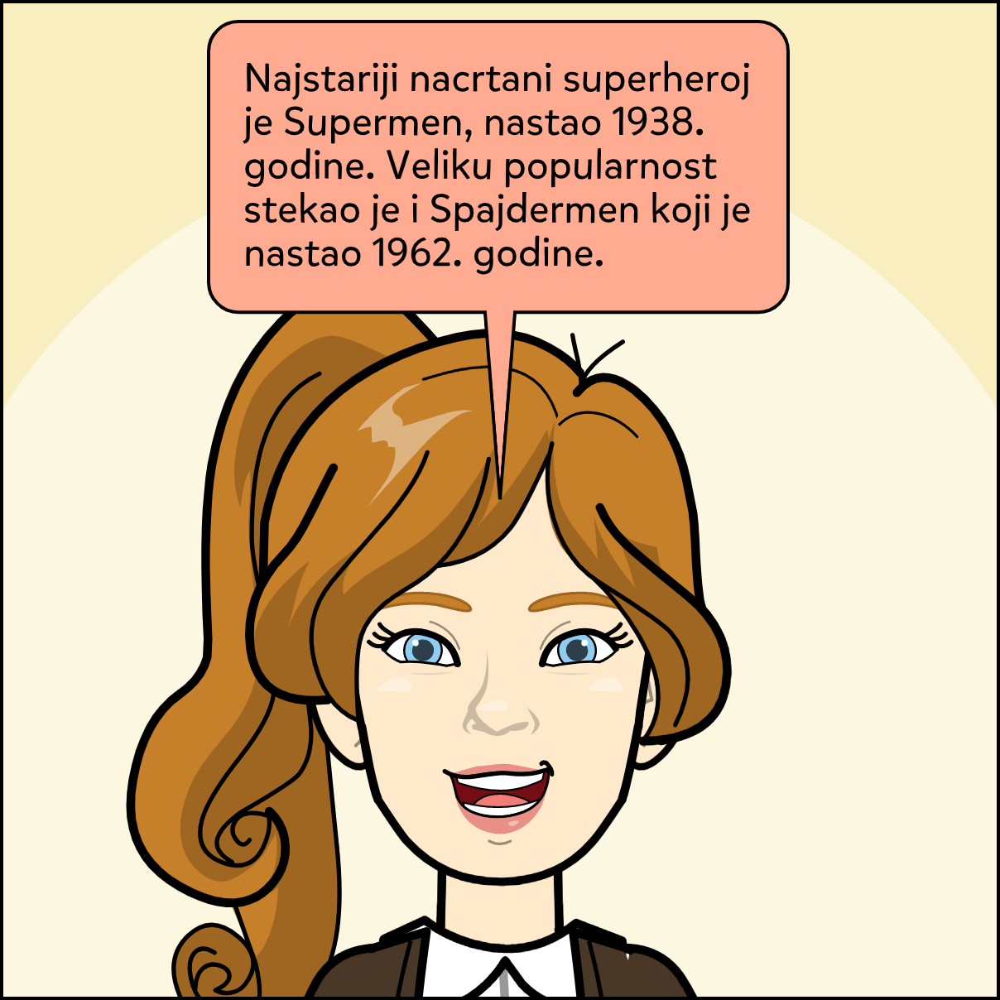 Najstariji nacrtani superheroj
je Supermen, nastao 1938.
godine. Veliku popularnost
stekao je i Spajdermen koji je
nastao 1962. godine.